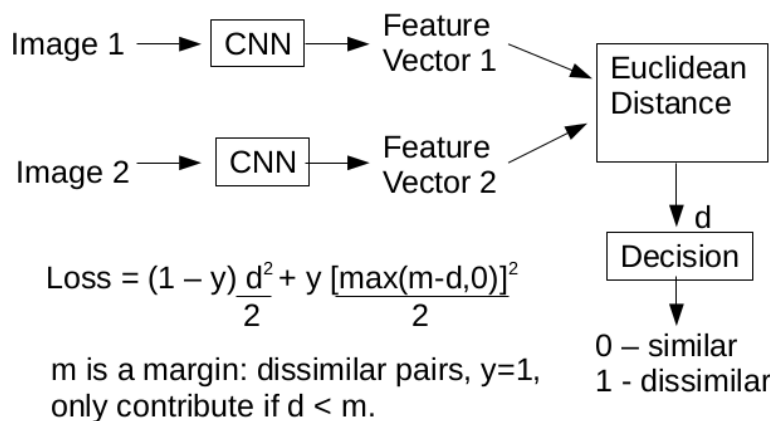 Image 1
CNN
Feature
Vector 1
Euclidean
Distance
Image 2
CNN
Feature
Vector 2
d
Decision
Loss = (1 – y) d² + y [max(m-d,0)]²
2 2
0 – similar
1 - dissimilar
m is a margin: dissimilar pairs, y=1,
only contribute if d < m.